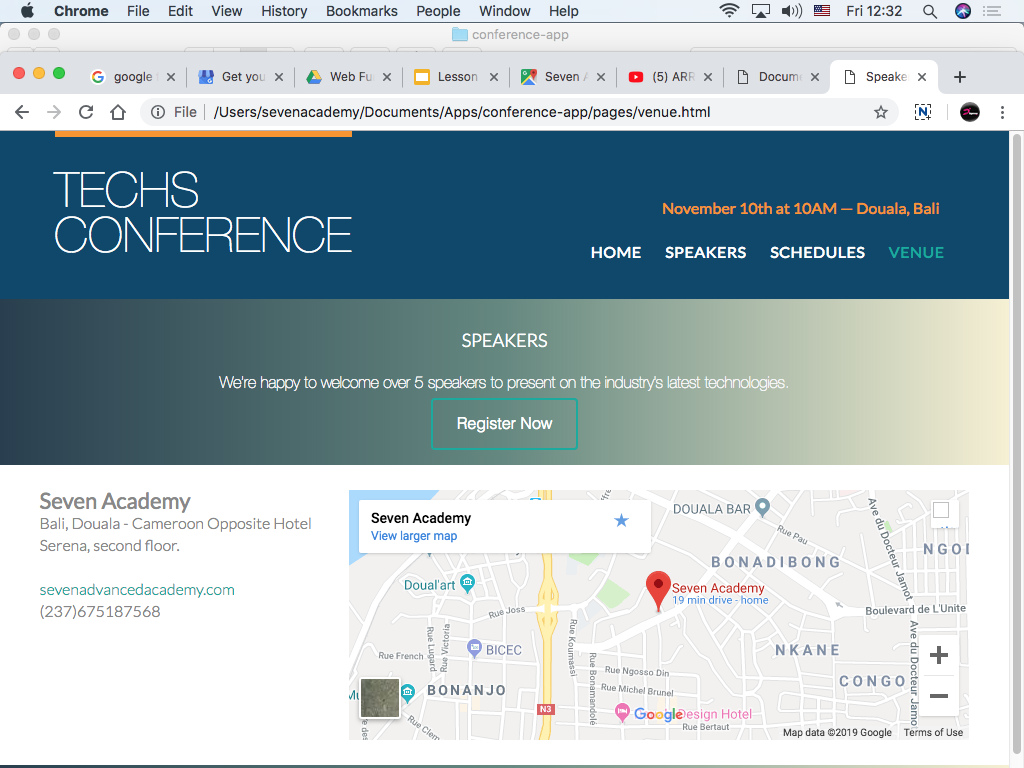 Chrome File Edit View History Bookmarks People Window Help Fri 12:32
conference-app
google Get you Web Fu Lesson Seven A (5) ARR Docum Speake
File /Users/sevenacademy/Documents/Apps/conference-app/pages/venue.html
TECHS
CONFERENCE
November 10th at 10AM — Douala, Bali
HOME SPEAKERS SCHEDULES VENUE
SPEAKERS
We're happy to welcome over 5 speakers to present on the industry's latest technologies.
Register Now
Seven Academy
Bali, Douala - Cameroon Opposite Hotel
Serena, second floor.
sevenadvancedacademy.com
(237)675187568
Seven Academy
View larger map
DOUALA BAR
Rue Pau
Ave du Docteur Jamot
BONADIBONG
Doual'art
Seven Academy
19 min drive - home
Rue Joss
Boulevard de L'Unite
Rue Lugard
Rue Victoria
Rue Koumassi
BICEC
NKANE
Rue French
Rue Ngosso Din
CONGO
Rue Bonamandole
Rue Michel Brunel
Ave du Docteur Jamot
BONANJO
N3
Google
Design Hotel
Rue Bertaut
Map data ©2019 Google Terms of Use